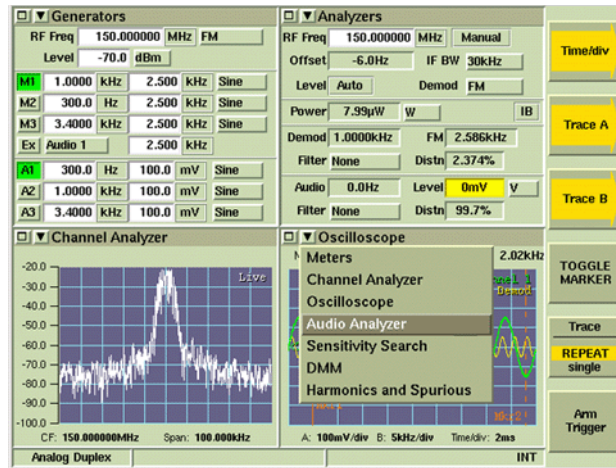 Generators
RF Freq 150.000000 MHz FM
Level -70.0 dBm
M1 1.0000 kHz 2.500 kHz Sine
M2 300.0 Hz 2.500 kHz Sine
M3 3.4000 kHz 2.500 kHz Sine
Ex Audio 1 2.500 kHz
A1 300.0 Hz 100.0 mV Sine
A2 1.0000 kHz 100.0 mV Sine
A3 3.4000 kHz 100.0 mV Sine
Analyzers
RF Freq 150.000000 MHz Manual
Offset -6.0Hz IF BW 30kHz
Level Auto Demod FM
Power 7.99µW W IB
Demod 1.0000kHz FM 2.586kHz
Filter None Distn 2.374%
Audio 0.0Hz Level 0mV V
Filter None Distn 99.7%
Time/div
Trace A
Trace B
TOGGLE
MARKER
Trace
REPEAT
single
Arm
Trigger
Channel Analyzer
Live
-20.0
-30.0
-40.0
-50.0
-60.0
-70.0
-80.0
-90.0
-100.0
CF: 150.000000MHz Span: 100.000kHz
Oscilloscope
2.02kHz
Meters
Channel Analyzer
Oscilloscope
Audio Analyzer
Sensitivity Search
DMM
Harmonics and Spurious
Demod
A: 100mV/div B: 5kHz/div Time/div: 2ms
Analog Duplex INT